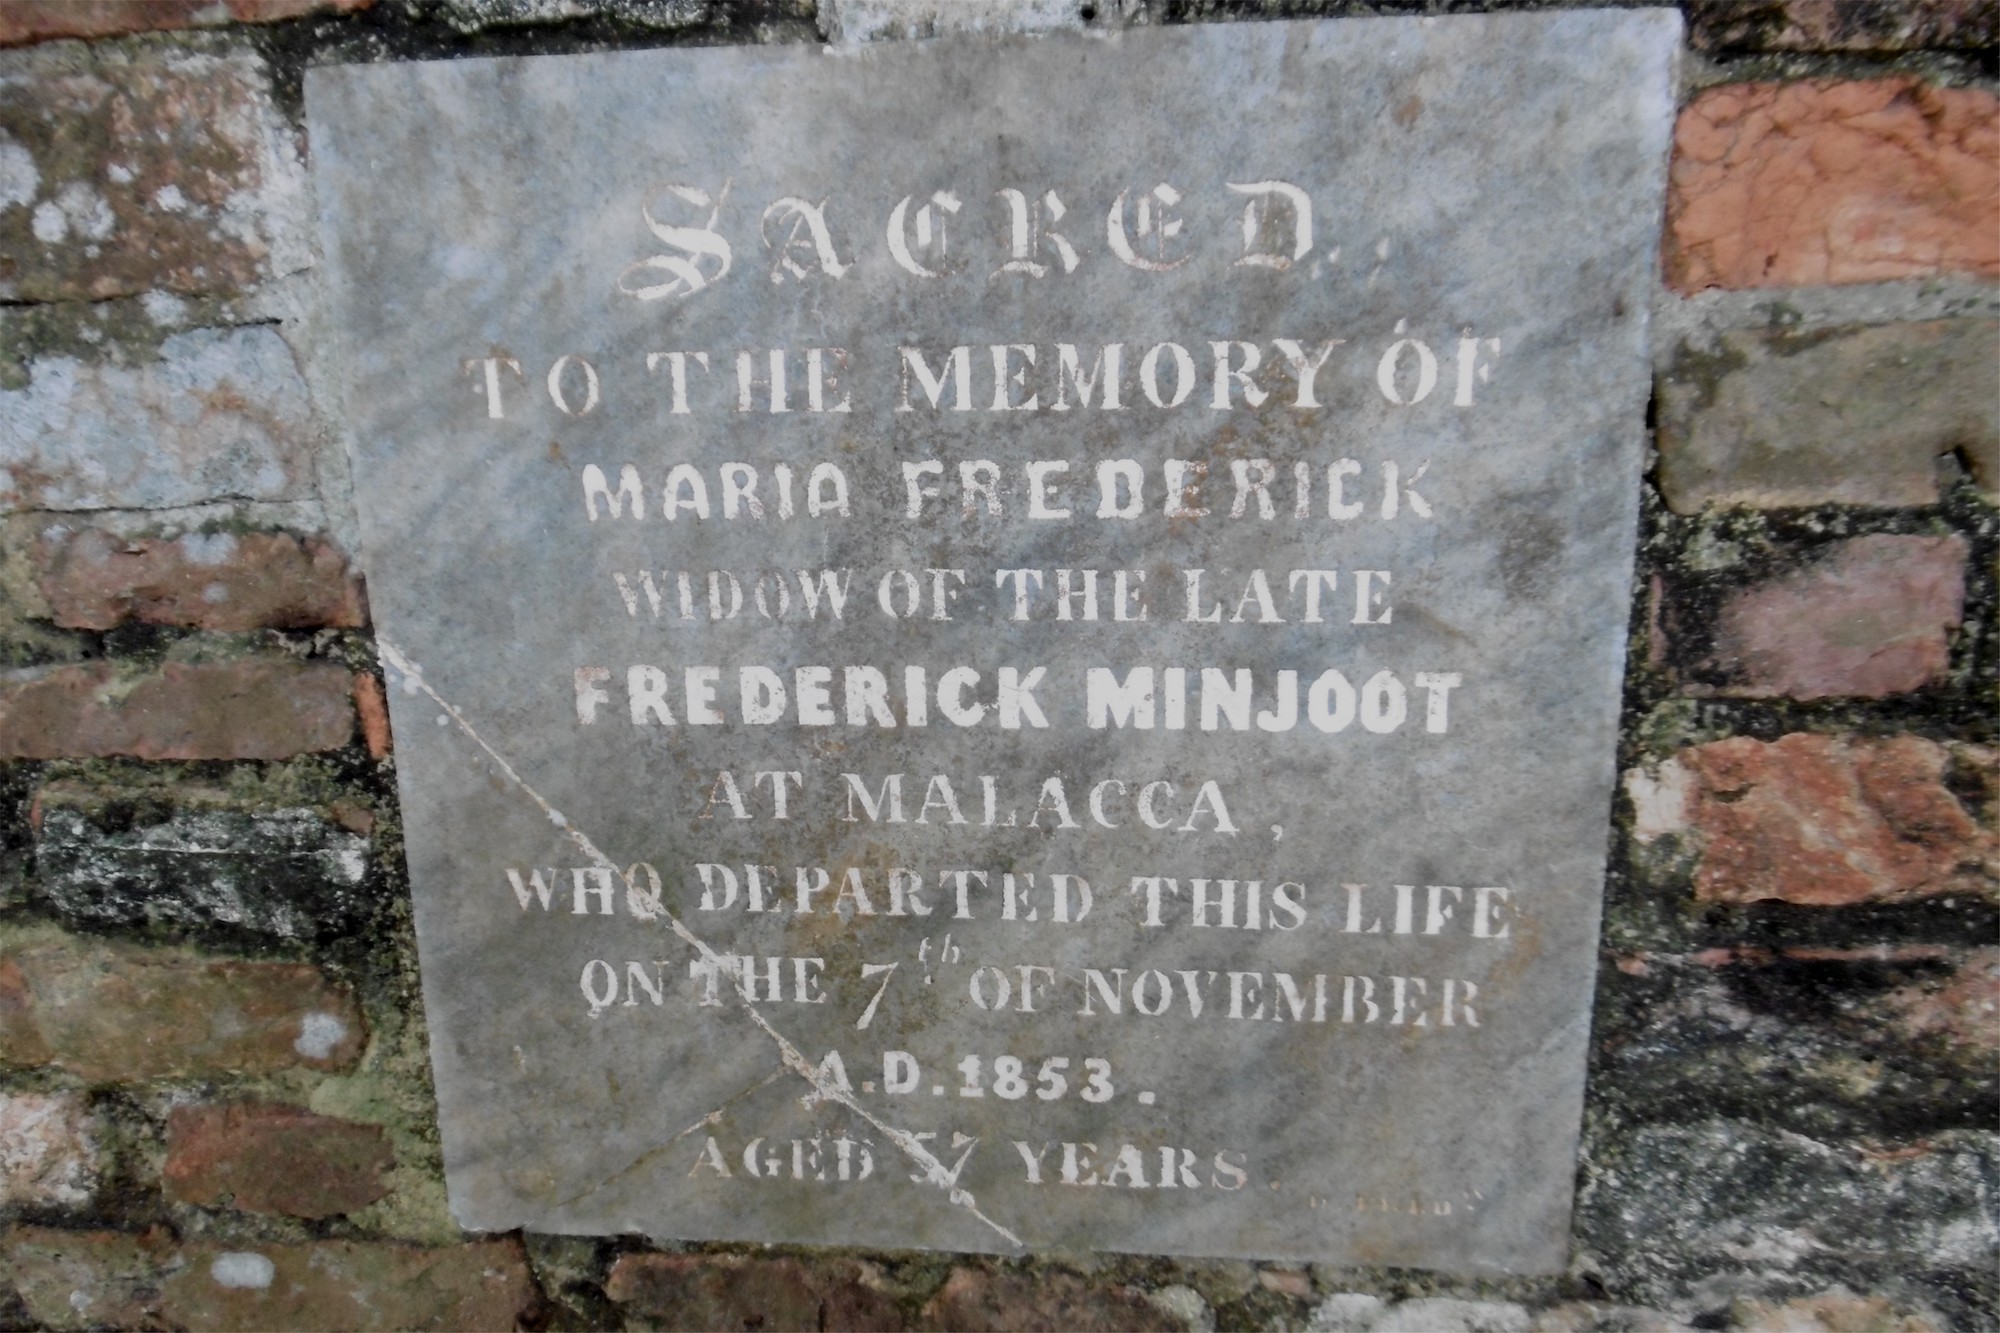 SACRED
TO THE MEMORY OF
MARIA FREDERICK
WIDOW OF THE LATE
FREDERICK MINJOOT
AT MALACCA,
WHO DEPARTED THIS LIFE
ON THE 7th OF NOVEMBER
A.D.1853.
AGED 57 YEARS.